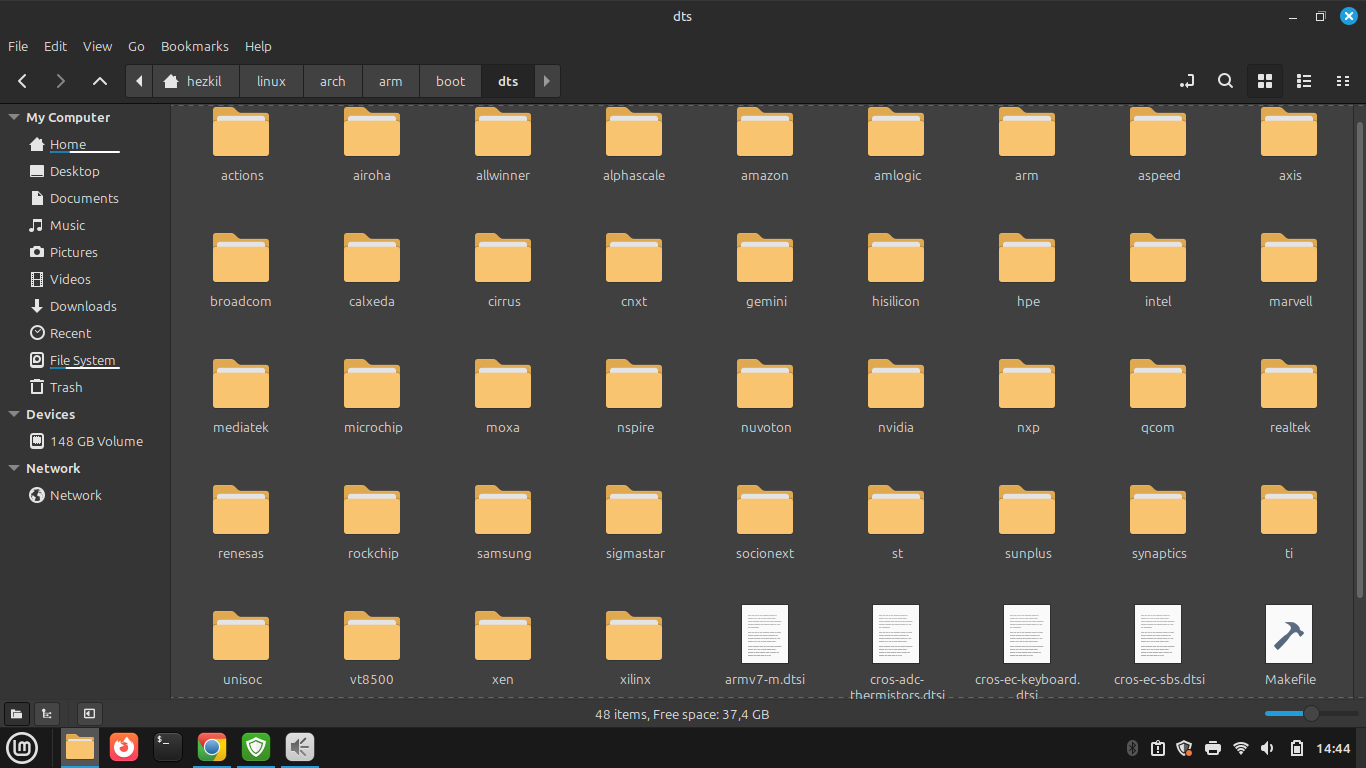 dts
File Edit View Go Bookmarks Help
hezkil linux arch arm boot dts
My Computer
Home
Desktop
Documents
Music
Pictures
Videos
Downloads
Recent
File System
Trash
Devices
148 GB Volume
Network
Network
actions airoha allwinner alphascale amazon amlogic arm aspeed axis
broadcom calxeda cirrus cnxt gemini hisilicon hpe intel marvell
mediatek microchip moxa nspire nuvoton nvidia nxp qcom realtek
renesas rockchip samsung sigmastar socionext st sunplus synaptics ti
unisoc vt8500 xen xilinx armv7-m.dtsi cros-adc- cros-ec-keyboard. cros-ec-sbs.dtsi Makefile
thermistors.dtsi dtsi
48 items, Free space: 37,4 GB
14:44